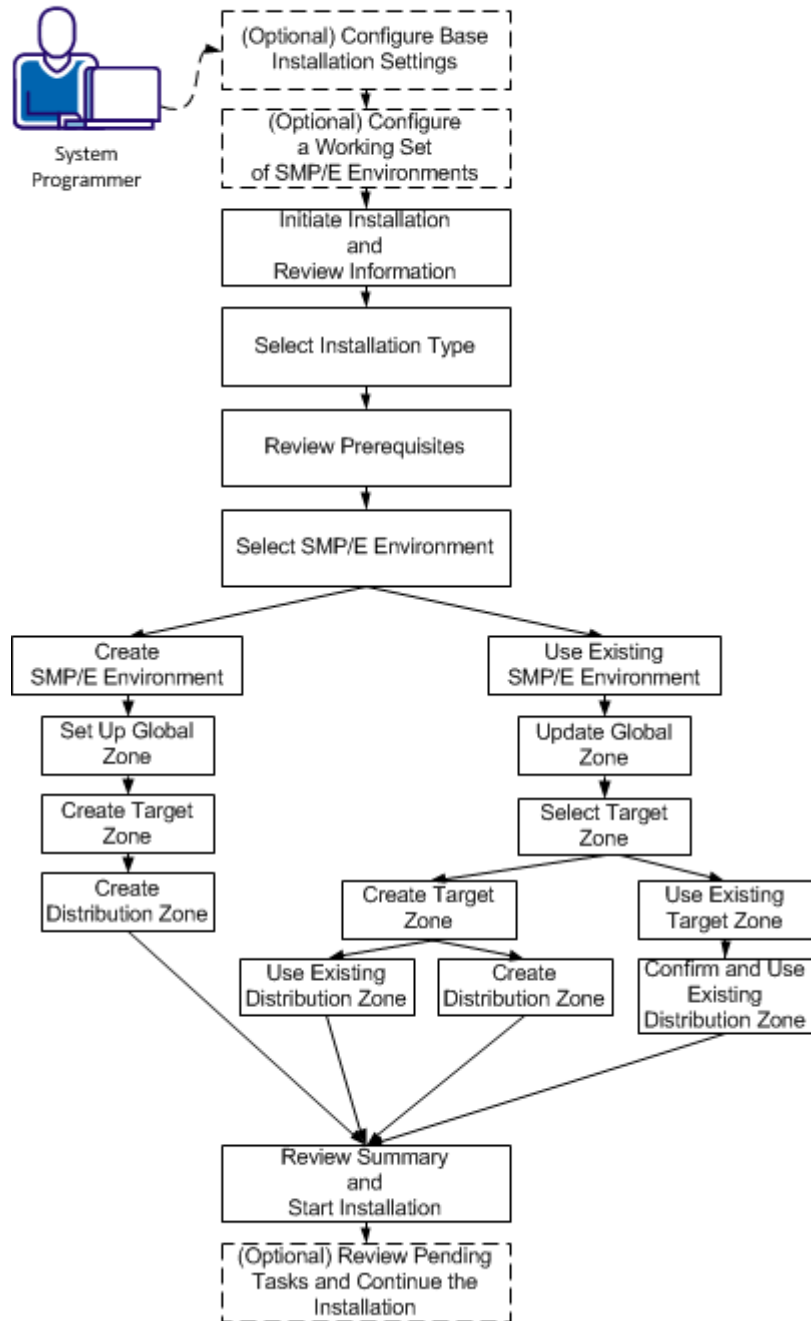 System
Programmer
(Optional) Configure Base
Installation Settings
(Optional) Configure
a Working Set
of SMP/E Environments
Initiate Installation
and
Review Information
Select Installation Type
Review Prerequisites
Select SMP/E Environment
Create
SMP/E Environment
Use Existing
SMP/E Environment
Set Up Global
Zone
Update Global
Zone
Create Target
Zone
Select Target
Zone
Create
Distribution Zone
Create Target
Zone
Use Existing
Target Zone
Use Existing
Distribution Zone
Create
Distribution Zone
Confirm and Use
Existing
Distribution Zone
Review Summary
and
Start Installation
(Optional) Review Pending
Tasks and Continue the
Installation